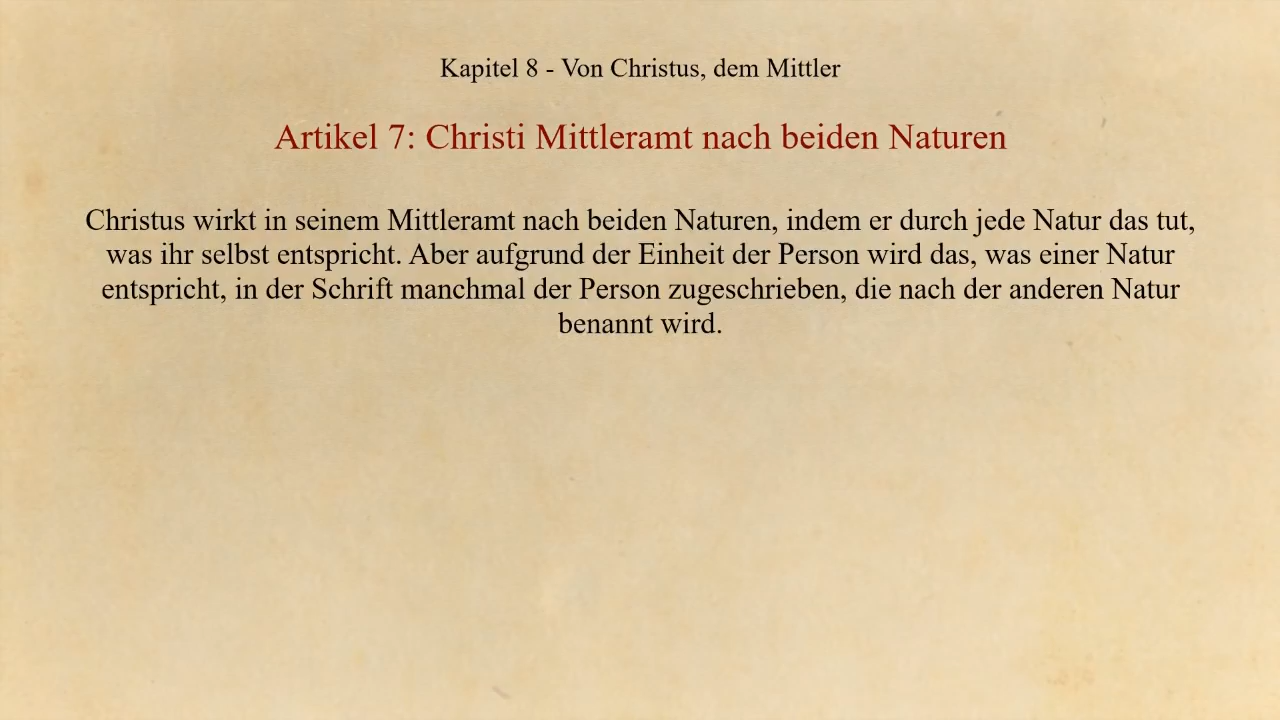 Kapitel 8 - Von Christus, dem Mittler
Artikel 7: Christi Mittleramt nach beiden Naturen
Christus wirkt in seinem Mittleramt nach beiden Naturen, indem er durch jede Natur das tut,
was ihr selbst entspricht. Aber aufgrund der Einheit der Person wird das, was einer Natur
entspricht, in der Schrift manchmal der Person zugeschrieben, die nach der anderen Natur
benannt wird.